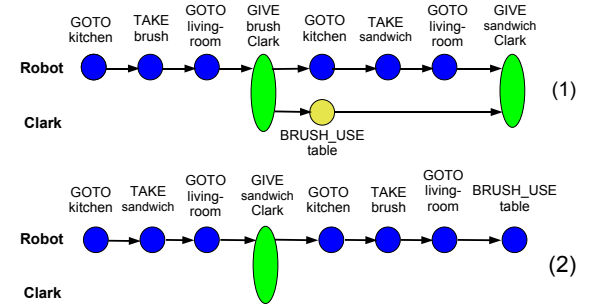 GOTO kitchen
TAKE brush
GOTO living-room
GIVE brush Clark
GOTO kitchen
TAKE sandwich
GOTO living-room
GIVE sandwich Clark
Robot
(1)
Clark
BRUSH_USE table
GOTO kitchen
TAKE sandwich
GOTO living-room
GIVE sandwich Clark
GOTO kitchen
TAKE brush
GOTO living-room
BRUSH_USE table
Robot
(2)
Clark